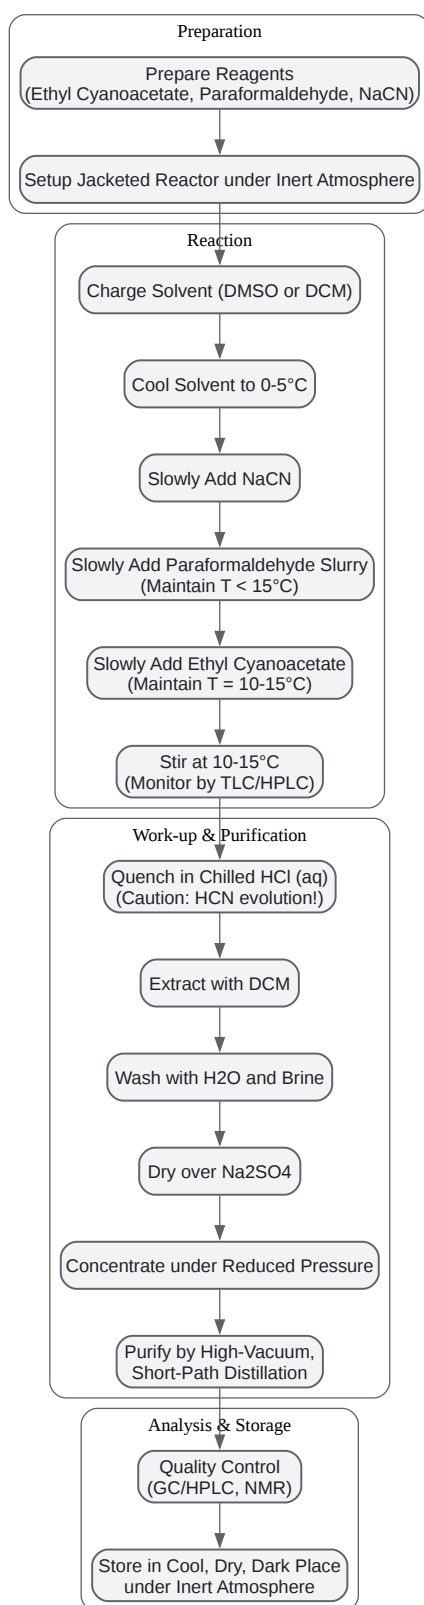 Preparation
Prepare Reagents
(Ethyl Cyanoacetate, Paraformaldehyde, NaCN)
Setup Jacketed Reactor under Inert Atmosphere
Reaction
Charge Solvent (DMSO or DCM)
Cool Solvent to 0-5°C
Slowly Add NaCN
Slowly Add Paraformaldehyde Slurry
(Maintain T < 15°C)
Slowly Add Ethyl Cyanoacetate
(Maintain T = 10-15°C)
Stir at 10-15°C
(Monitor by TLC/HPLC)
Work-up & Purification
Quench in Chilled HCl (aq)
(Caution: HCN evolution!)
Extract with DCM
Wash with H2O and Brine
Dry over Na2SO4
Concentrate under Reduced Pressure
Purify by High-Vacuum,
Short-Path Distillation
Analysis & Storage
Quality Control
(GC/HPLC, NMR)
Store in Cool, Dry, Dark Place
under Inert Atmosphere